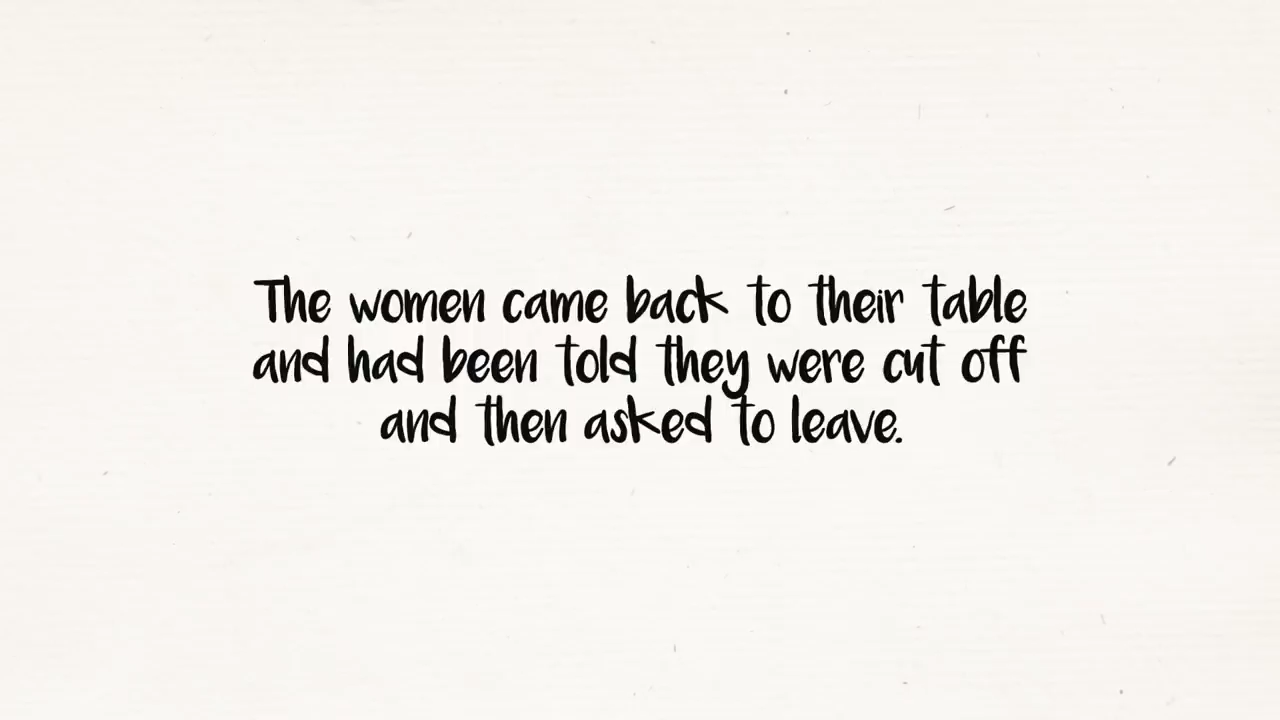 The women came back to their table
and had been told they were cut off
and then asked to leave.